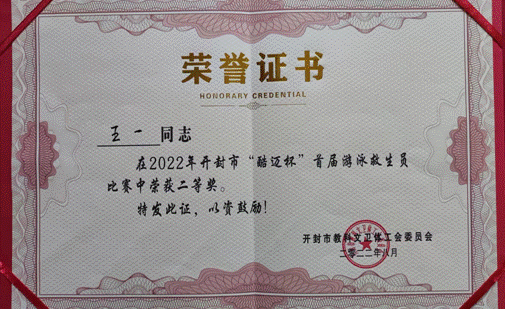 荣誉证书
HONORARY CREDENTIAL
王一 同志
在2022年开封市“酷迈杯”首届游泳救生员
比赛中荣获二等奖。
特发此证，以资鼓励！
开封市教科文卫体工会委员会
二〇二二年八月